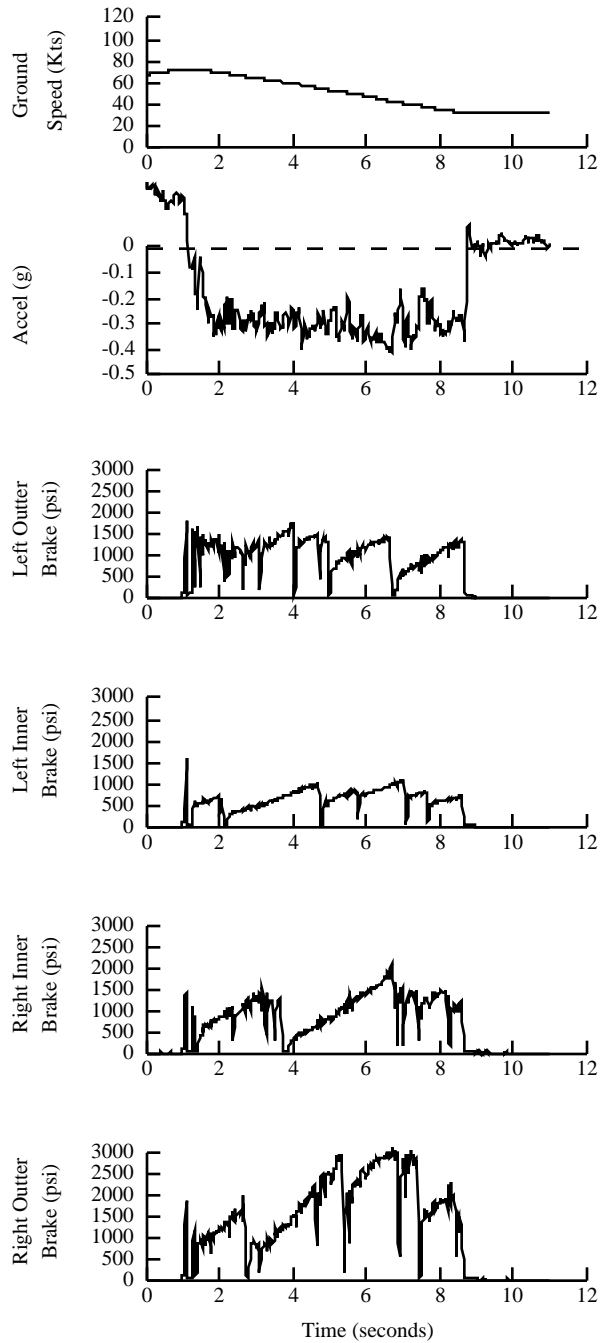 Ground
Speed (Kts)
120
100
80
60
40
20
0
0 2 4 6 8 10 12
Accel (g)
0
-0.1
-0.2
-0.3
-0.4
-0.5
0 2 4 6 8 10 12
Left Outter
Brake (psi)
3000
2500
2000
1500
1000
500
0
0 2 4 6 8 10 12
Left Inner
Brake (psi)
3000
2500
2000
1500
1000
500
0
0 2 4 6 8 10 12
Right Inner
Brake (psi)
3000
2500
2000
1500
1000
500
0
0 2 4 6 8 10 12
Right Outter
Brake (psi)
3000
2500
2000
1500
1000
500
0
0 2 4 6 8 10 12
Time (seconds)